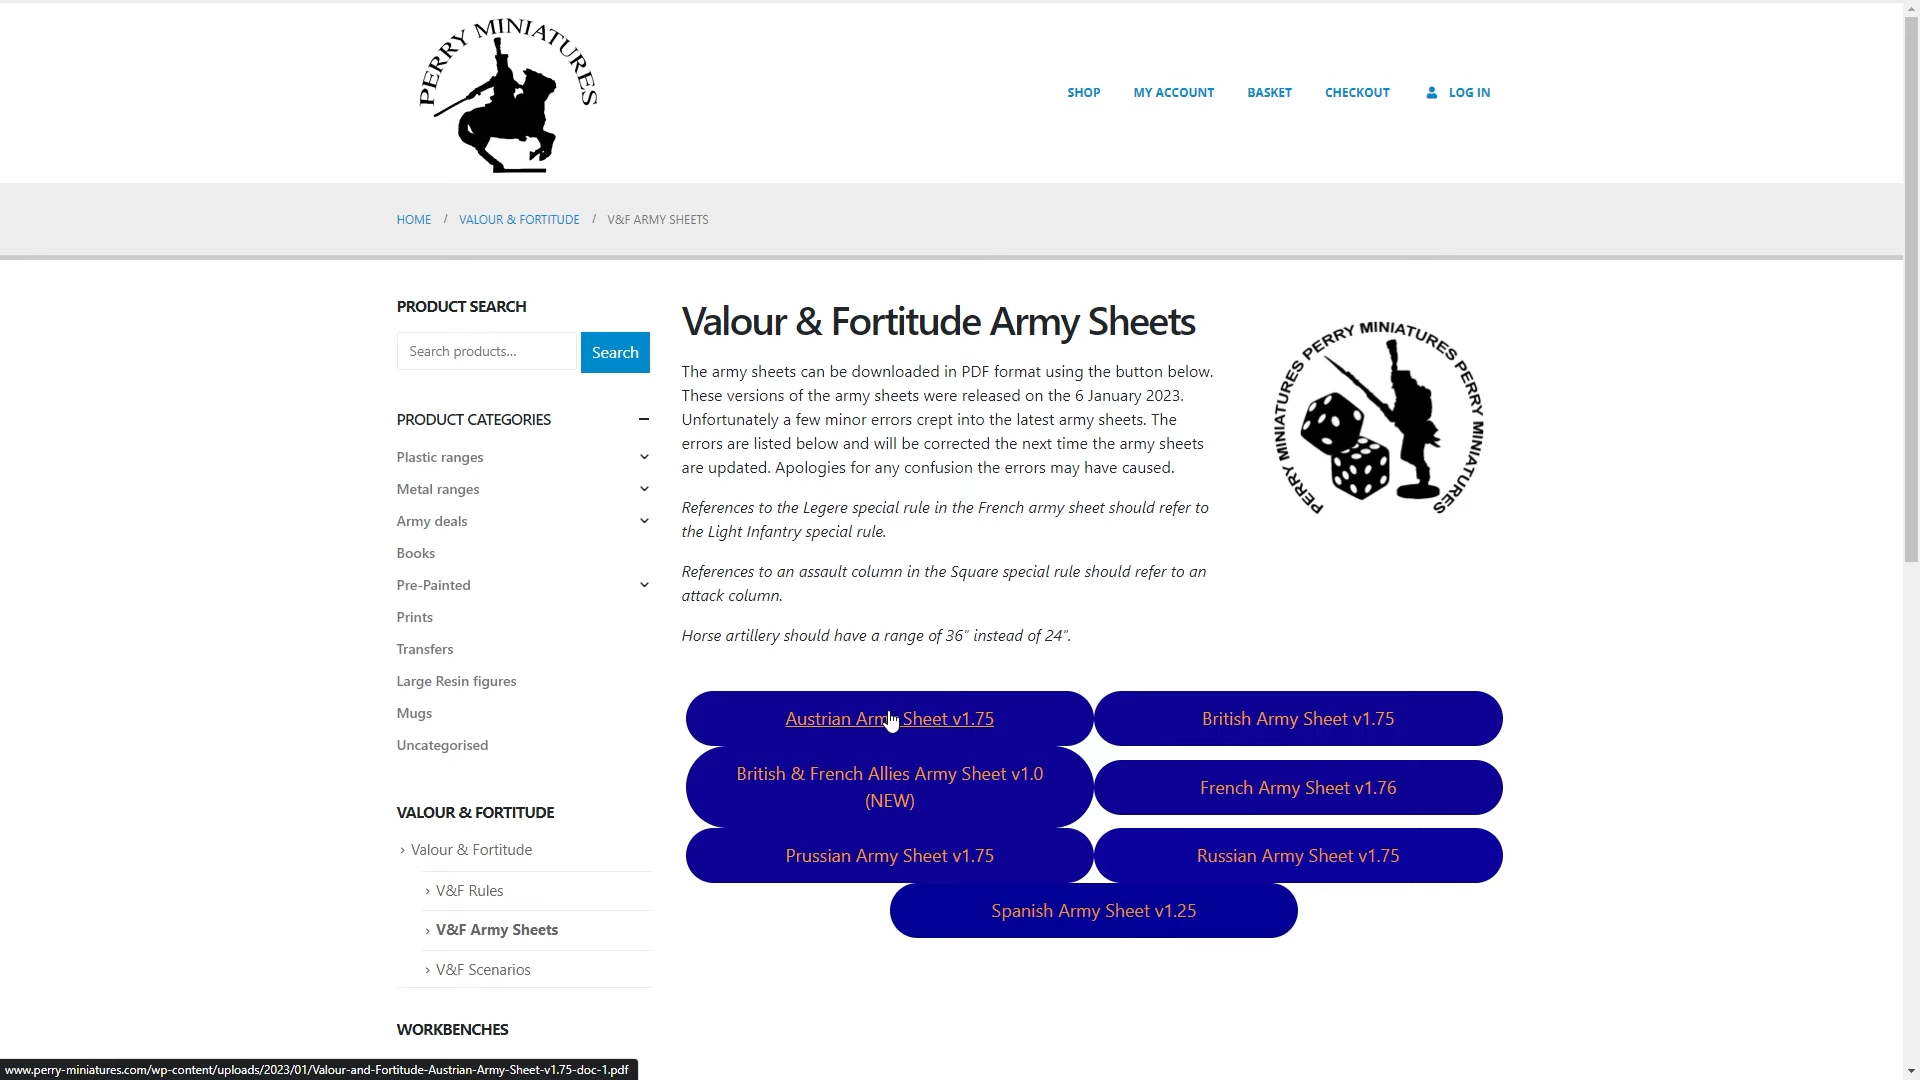 PERRY MINIATURES
SHOP
MY ACCOUNT
BASKET
CHECKOUT
LOG IN
HOME / VALOUR & FORTITUDE / V&F ARMY SHEETS
PRODUCT SEARCH
Search products...
Search
PRODUCT CATEGORIES
Plastic ranges
Metal ranges
Army deals
Books
Pre-Painted
Prints
Transfers
Large Resin figures
Mugs
Uncategorised
VALOUR & FORTITUDE
› Valour & Fortitude
› V&F Rules
› V&F Army Sheets
› V&F Scenarios
WORKBENCHES
Valour & Fortitude Army Sheets
The army sheets can be downloaded in PDF format using the button below.
These versions of the army sheets were released on the 6 January 2023.
Unfortunately a few minor errors crept into the latest army sheets. The
errors are listed below and will be corrected the next time the army sheets
are updated. Apologies for any confusion the errors may have caused.
References to the Legere special rule in the French army sheet should refer to
the Light Infantry special rule.
References to an assault column in the Square special rule should refer to an
attack column.
Horse artillery should have a range of 36" instead of 24".
PERRY MINIATURES PERRY MINIATURES PERRY MINIATURES
Austrian Army Sheet v1.75
British Army Sheet v1.75
British & French Allies Army Sheet v1.0
(NEW)
French Army Sheet v1.76
Prussian Army Sheet v1.75
Russian Army Sheet v1.75
Spanish Army Sheet v1.25
www.perry-miniatures.com/wp-content/uploads/2023/01/Valour-and-Fortitude-Austrian-Army-Sheet-v1.75-doc-1.pdf